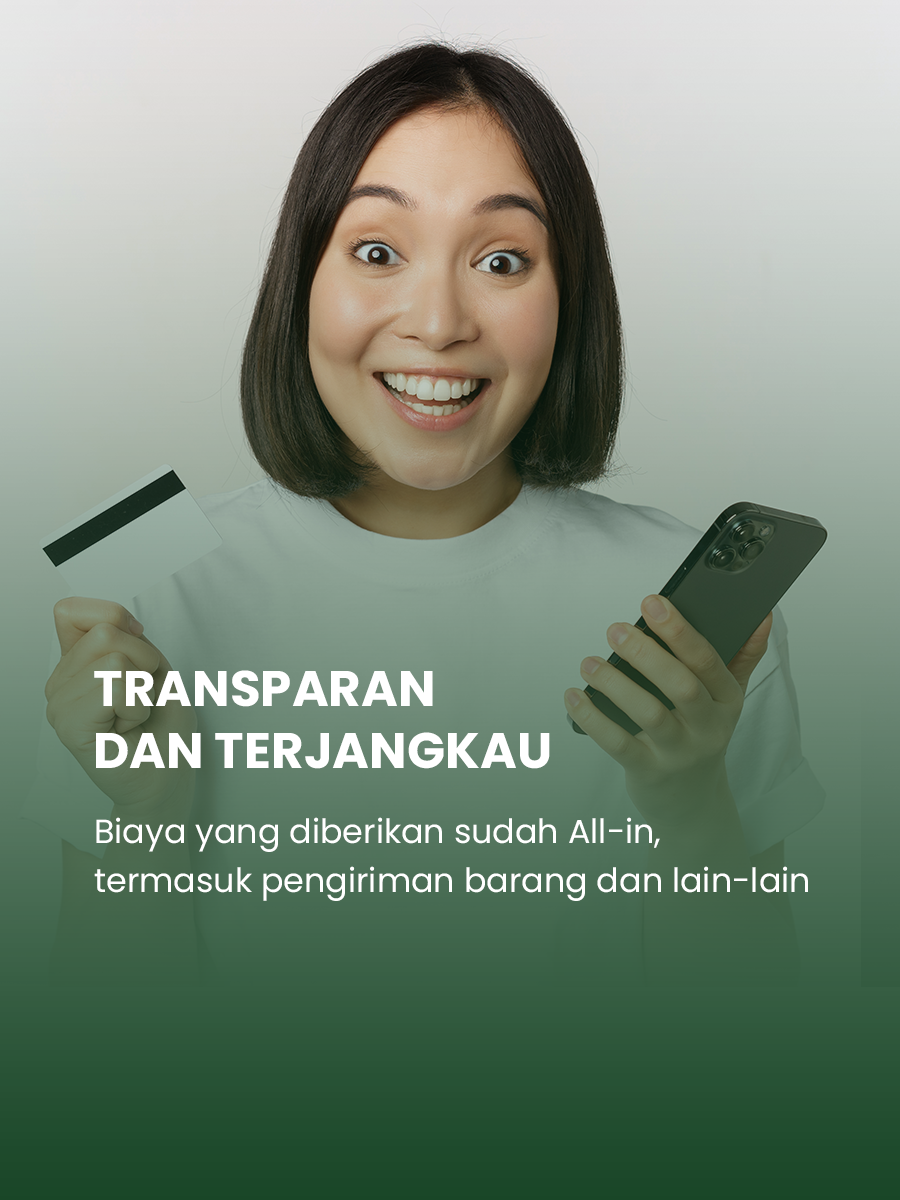 TRANSPARAN
DAN TERJANGKAU
Biaya yang diberikan sudah All-in,
termasuk pengiriman barang dan lain-lain